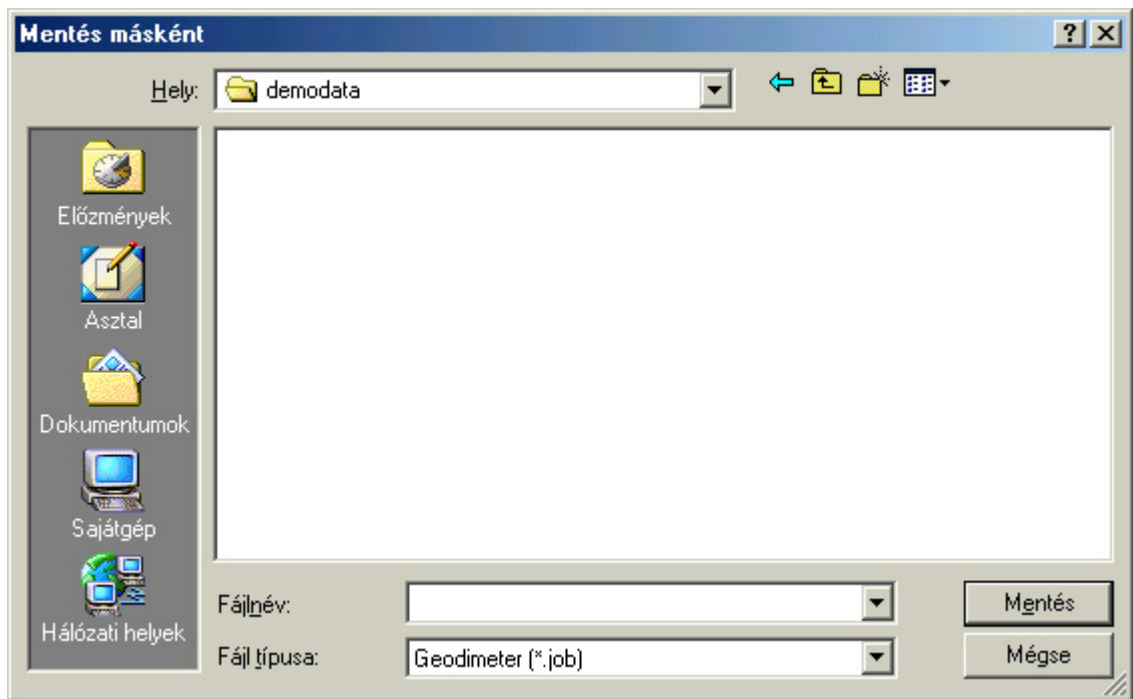 Mentés másként
Hely:
demodata
Előzmények
Asztal
Dokumentumok
Sajátgép
Hálózati helyek
Fájlnév:
Mentés
Fájl típusa:
Geodimeter (*.job)
Mégse